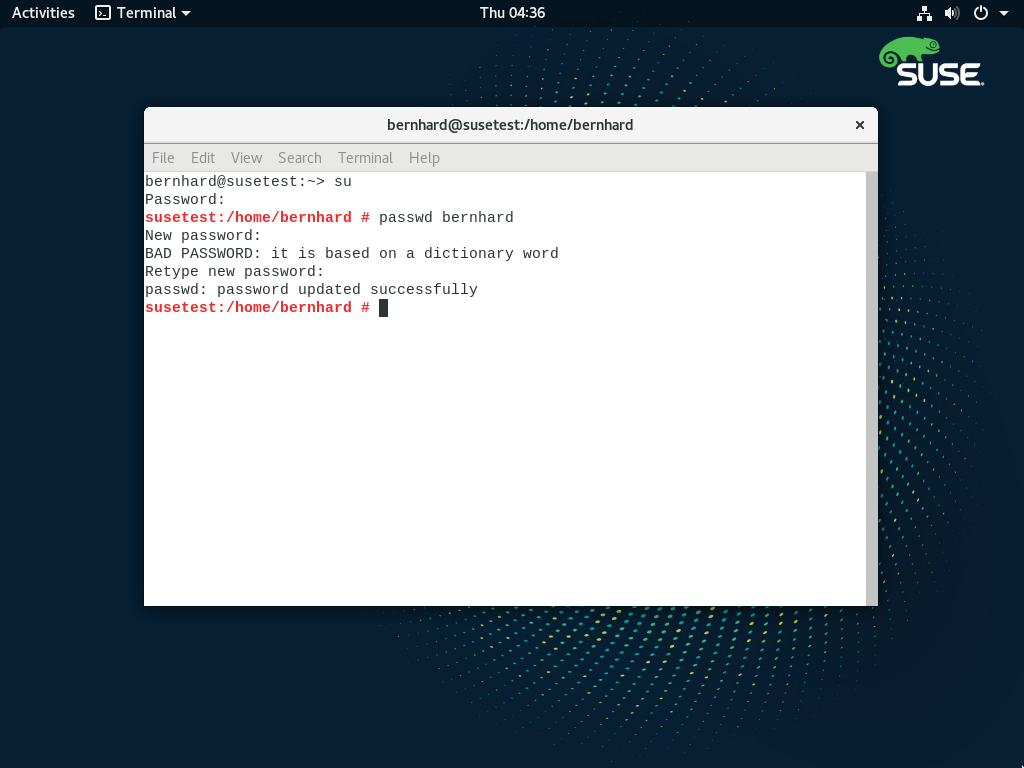 Activities Terminal Thu 04:36
SUSE
bernhard@susetest:/home/bernhard ×
File Edit View Search Terminal Help
bernhard@susetest:~> su
Password:
susetest:/home/bernhard # passwd bernhard
New password:
BAD PASSWORD: it is based on a dictionary word
Retype new password:
passwd: password updated successfully
susetest:/home/bernhard #